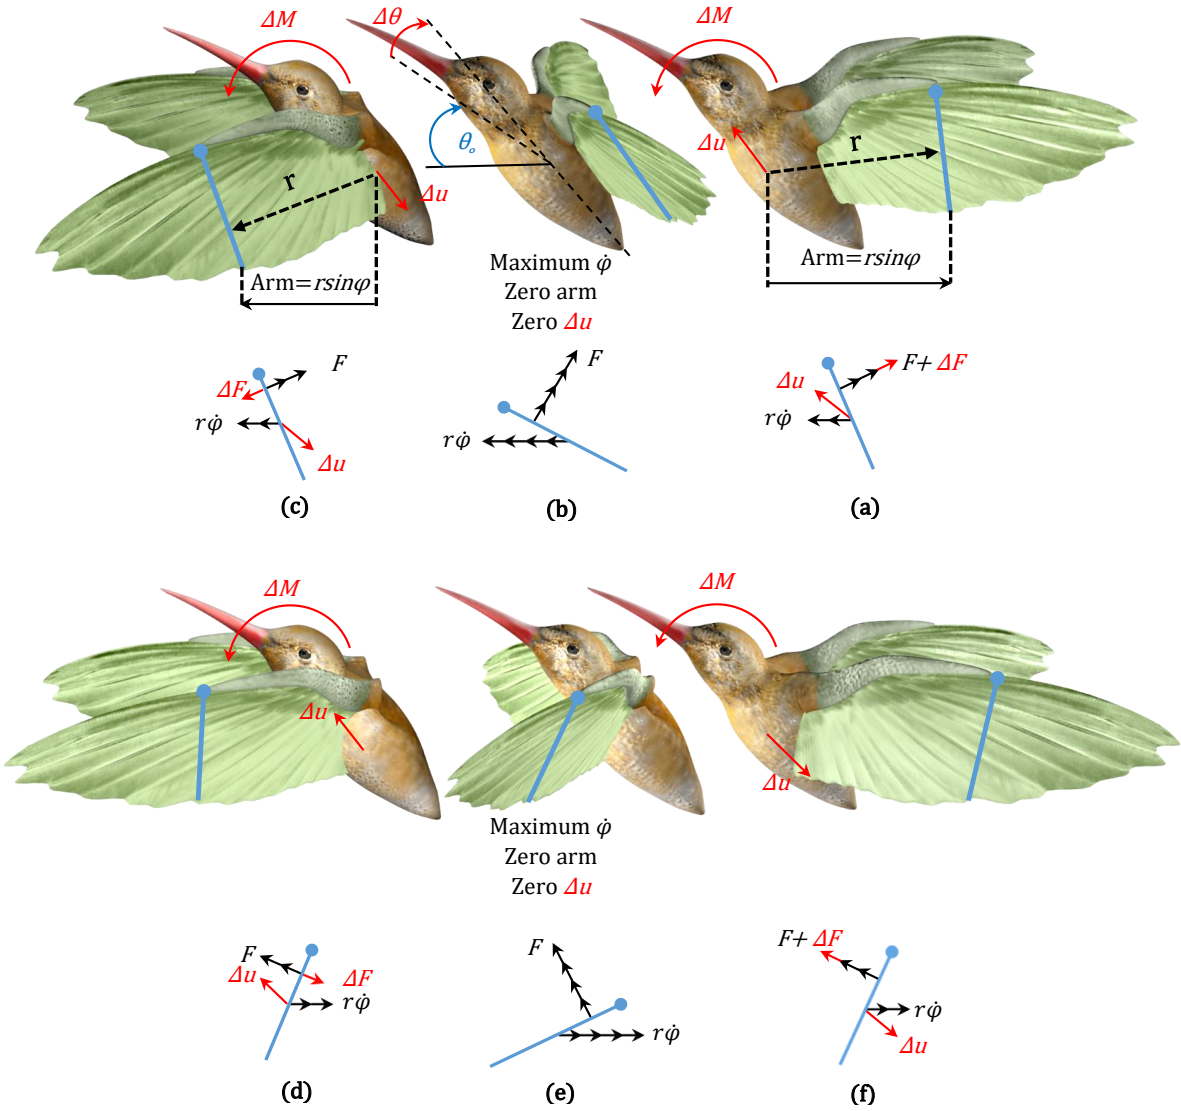 ΔM
Δθ
ΔM
θₒ
r
Δu
Δu
r
Arm=rsinφ
Maximum φ̇
Zero arm
Zero Δu
Arm=rsinφ
F
ΔF
rφ̇
Δu
(c)
F
rφ̇
(b)
F+ ΔF
Δu
rφ̇
(a)
ΔM
ΔM
Δu
Δu
Maximum φ̇
Zero arm
Zero Δu
F
Δu
ΔF
rφ̇
(d)
F
rφ̇
(e)
F+ ΔF
rφ̇
Δu
(f)